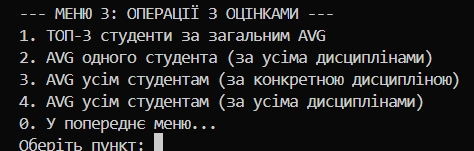 --- МЕНЮ 3: ОПЕРАЦІЇ З ОЦІНКАМИ ---
1. ТОП-3 студенти за загальним AVG
2. AVG одного студента (за усіма дисциплінами)
3. AVG усім студентам (за конкретною дисципліною)
4. AVG усім студентам (за усіма дисциплінами)
0. У попереднє меню...
Оберіть пункт: